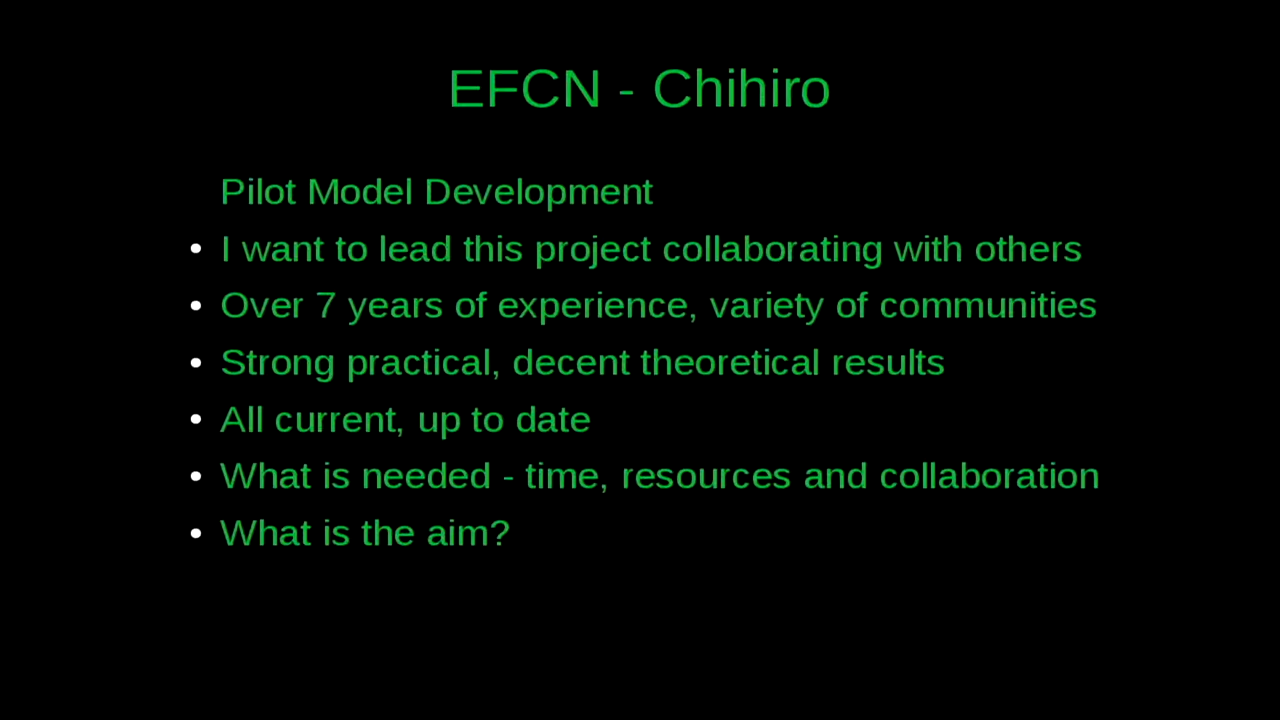 EFCN - Chihiro
Pilot Model Development
• I want to lead this project collaborating with others
• Over 7 years of experience, variety of communities
• Strong practical, decent theoretical results
• All current, up to date
• What is needed - time, resources and collaboration
• What is the aim?